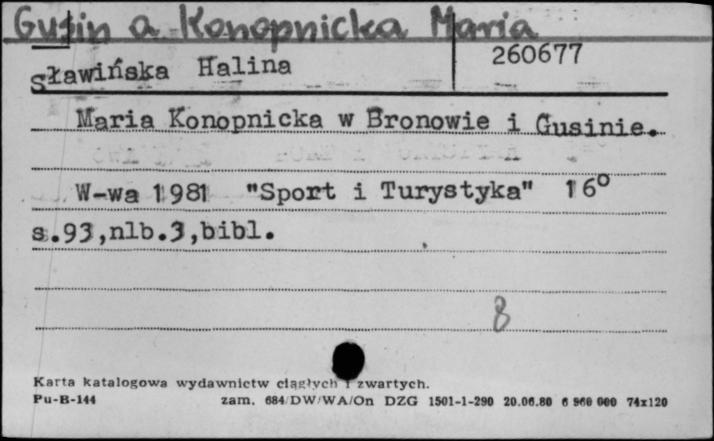 Gusin a Konopnicka Maria
Sławińska Halina 260677
Maria Konopnicka w Bronowie i Gusinie.
W-wa 1981 "Sport i Turystyka" 16°
s.93,nlb.3,bibl.
8
Karta katalogowa wydawnictw ciągłych i zwartych.
Pu-B-144 zam. 684/DW/WA/On DZG 1501-1-290 20.06.80 6 960 000 74x120